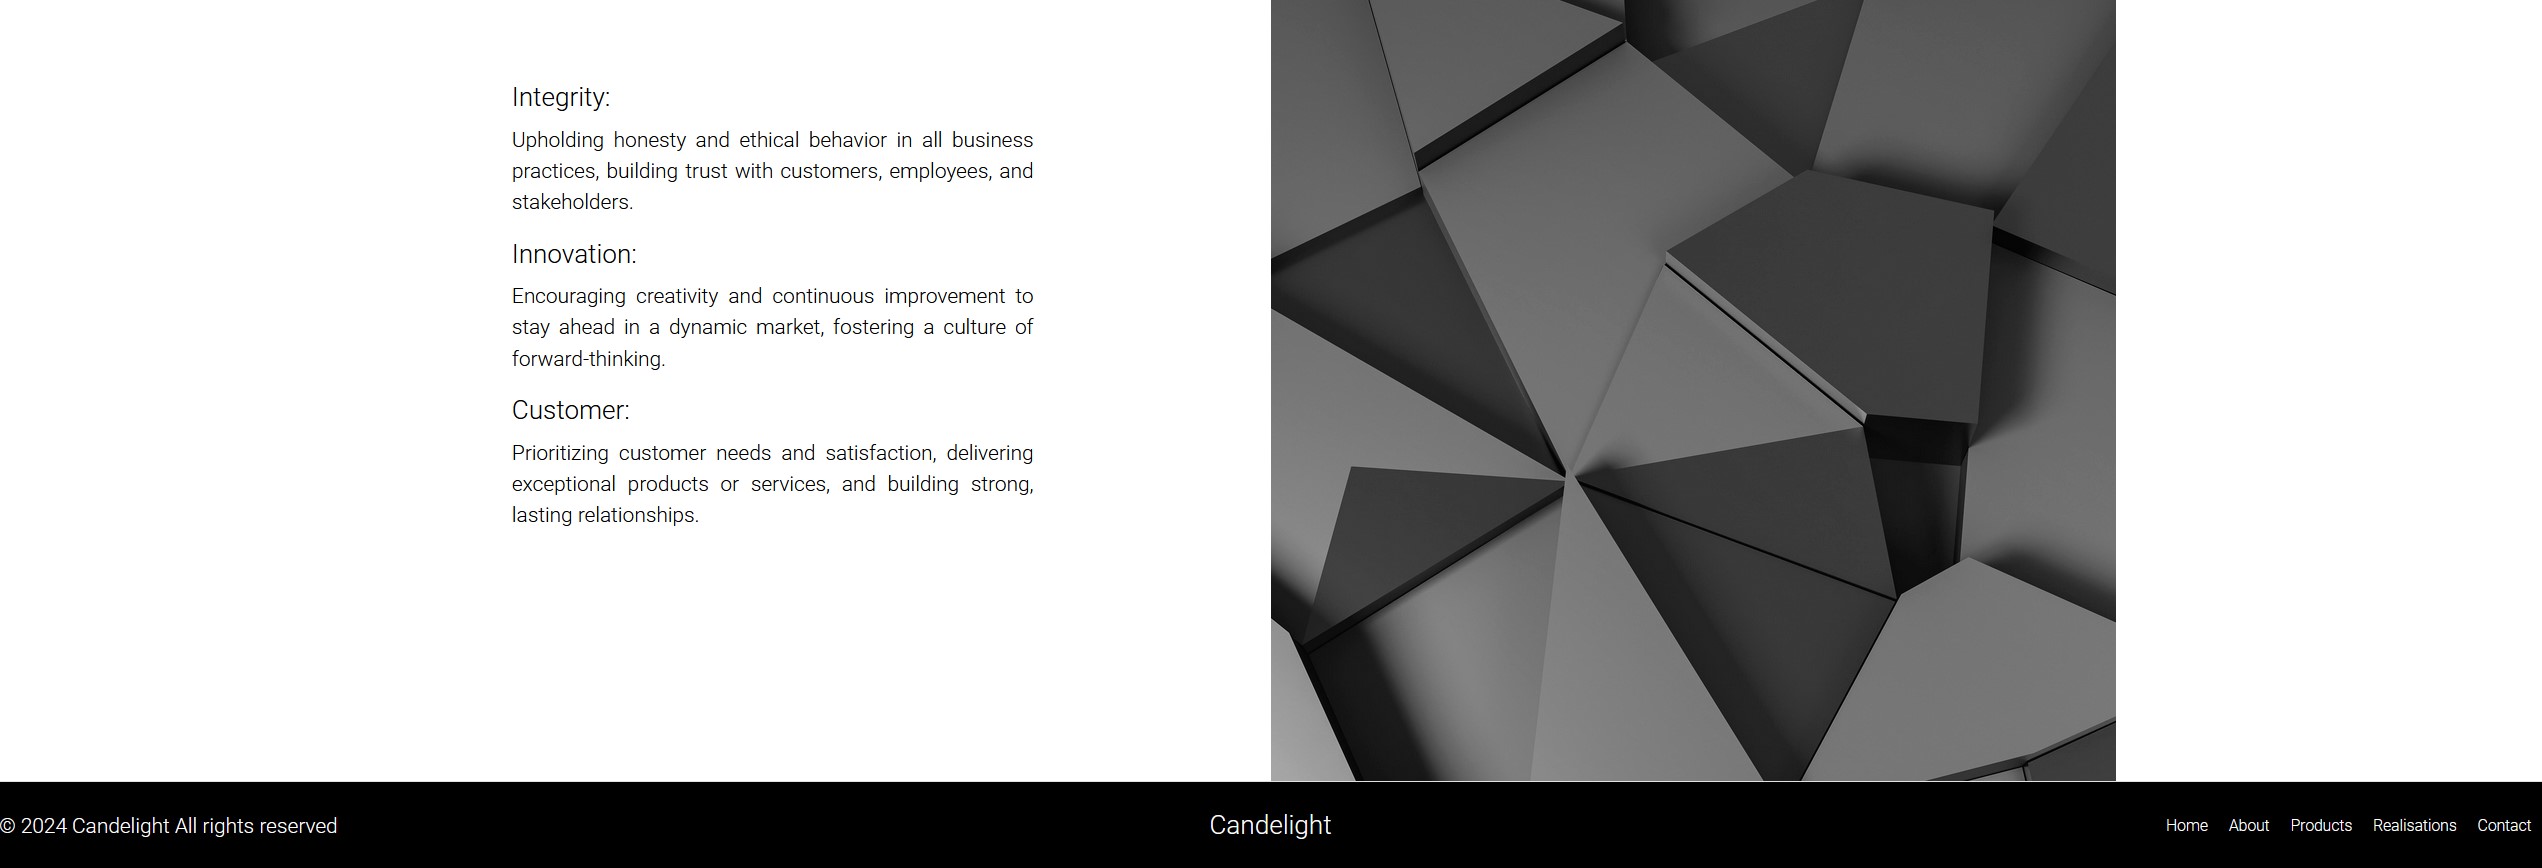 Integrity:
Upholding honesty and ethical behavior in all business
practices, building trust with customers, employees, and
stakeholders.
Innovation:
Encouraging creativity and continuous improvement to
stay ahead in a dynamic market, fostering a culture of
forward-thinking.
Customer:
Prioritizing customer needs and satisfaction, delivering
exceptional products or services, and building strong,
lasting relationships.
© 2024 Candelight All rights reserved
Candelight
Home About Products Realisations Contact